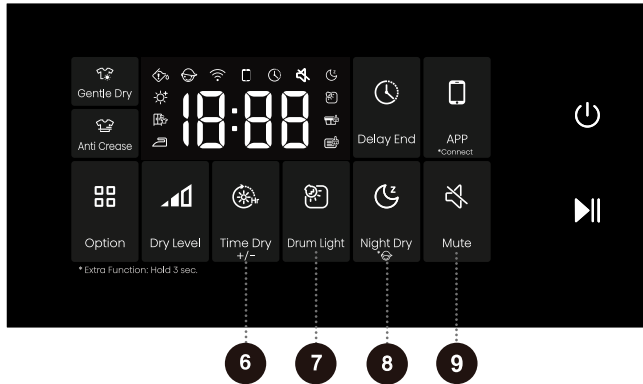 Gentle Dry
Anti Crease
18:88
Delay End
APP
*Connect
Option
Dry Level
Time Dry
+/-
Hr
Drum Light
Night Dry
*
Mute
* Extra Function: Hold 3 sec.
6
7
8
9